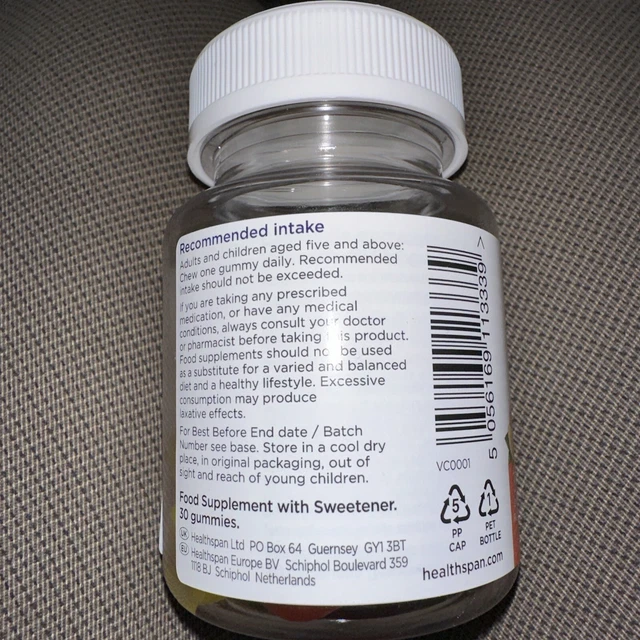 Recommended intake
Adults and children aged five and above:
Chew one gummy daily. Recommended
intake should not be exceeded.
If you are taking any prescribed
medication, or have any medical
conditions, always consult your doctor
or pharmacist before taking this product.
Food supplements should not be used
as a substitute for a varied and balanced
diet and a healthy lifestyle. Excessive
consumption may produce
laxative effects.
For Best Before End date / Batch
Number see base. Store in a cool dry
place, in original packaging, out of
sight and reach of young children.
Food Supplement with Sweetener.
30 gummies.
UK Healthspan Ltd PO Box 64 Guernsey GY1 3BT
EU Healthspan Europe BV Schiphol Boulevard 359
1118 BJ Schiphol Netherlands
5 056169 113339 >
VC0001
5
PP
CAP
1
PET
BOTTLE
healthspan.com